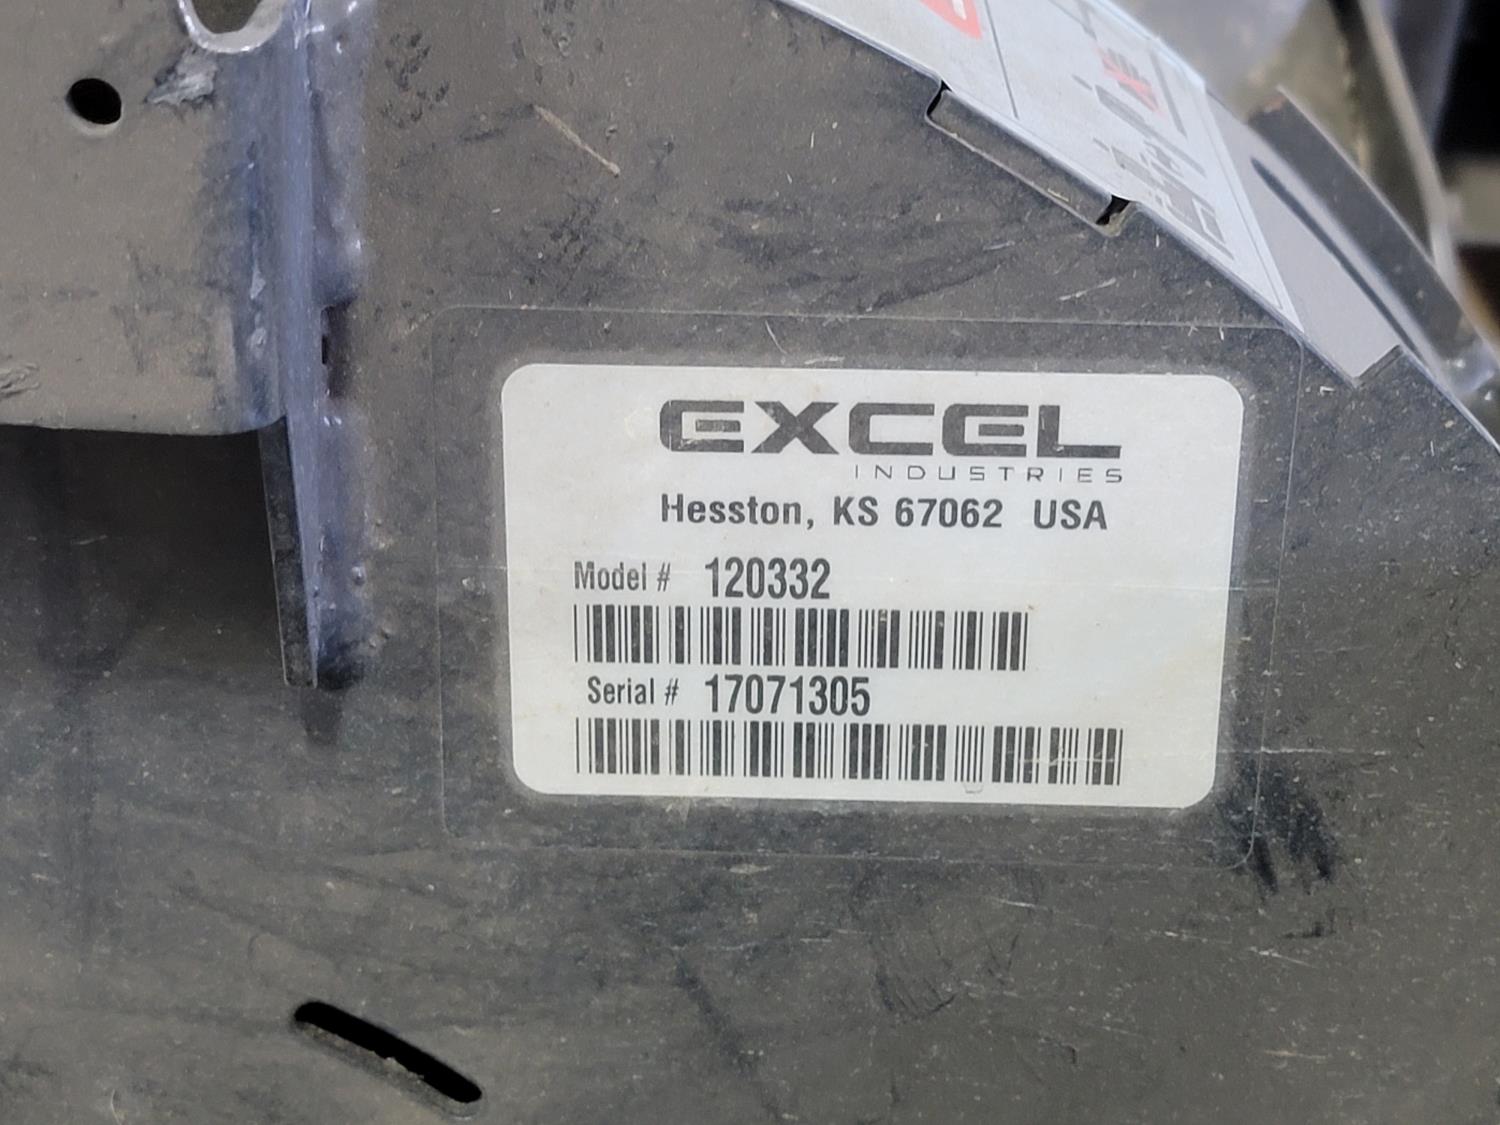 EXCEL
INDUSTRIES
Hesston, KS 67062 USA
Model # 120332
Serial # 17071305